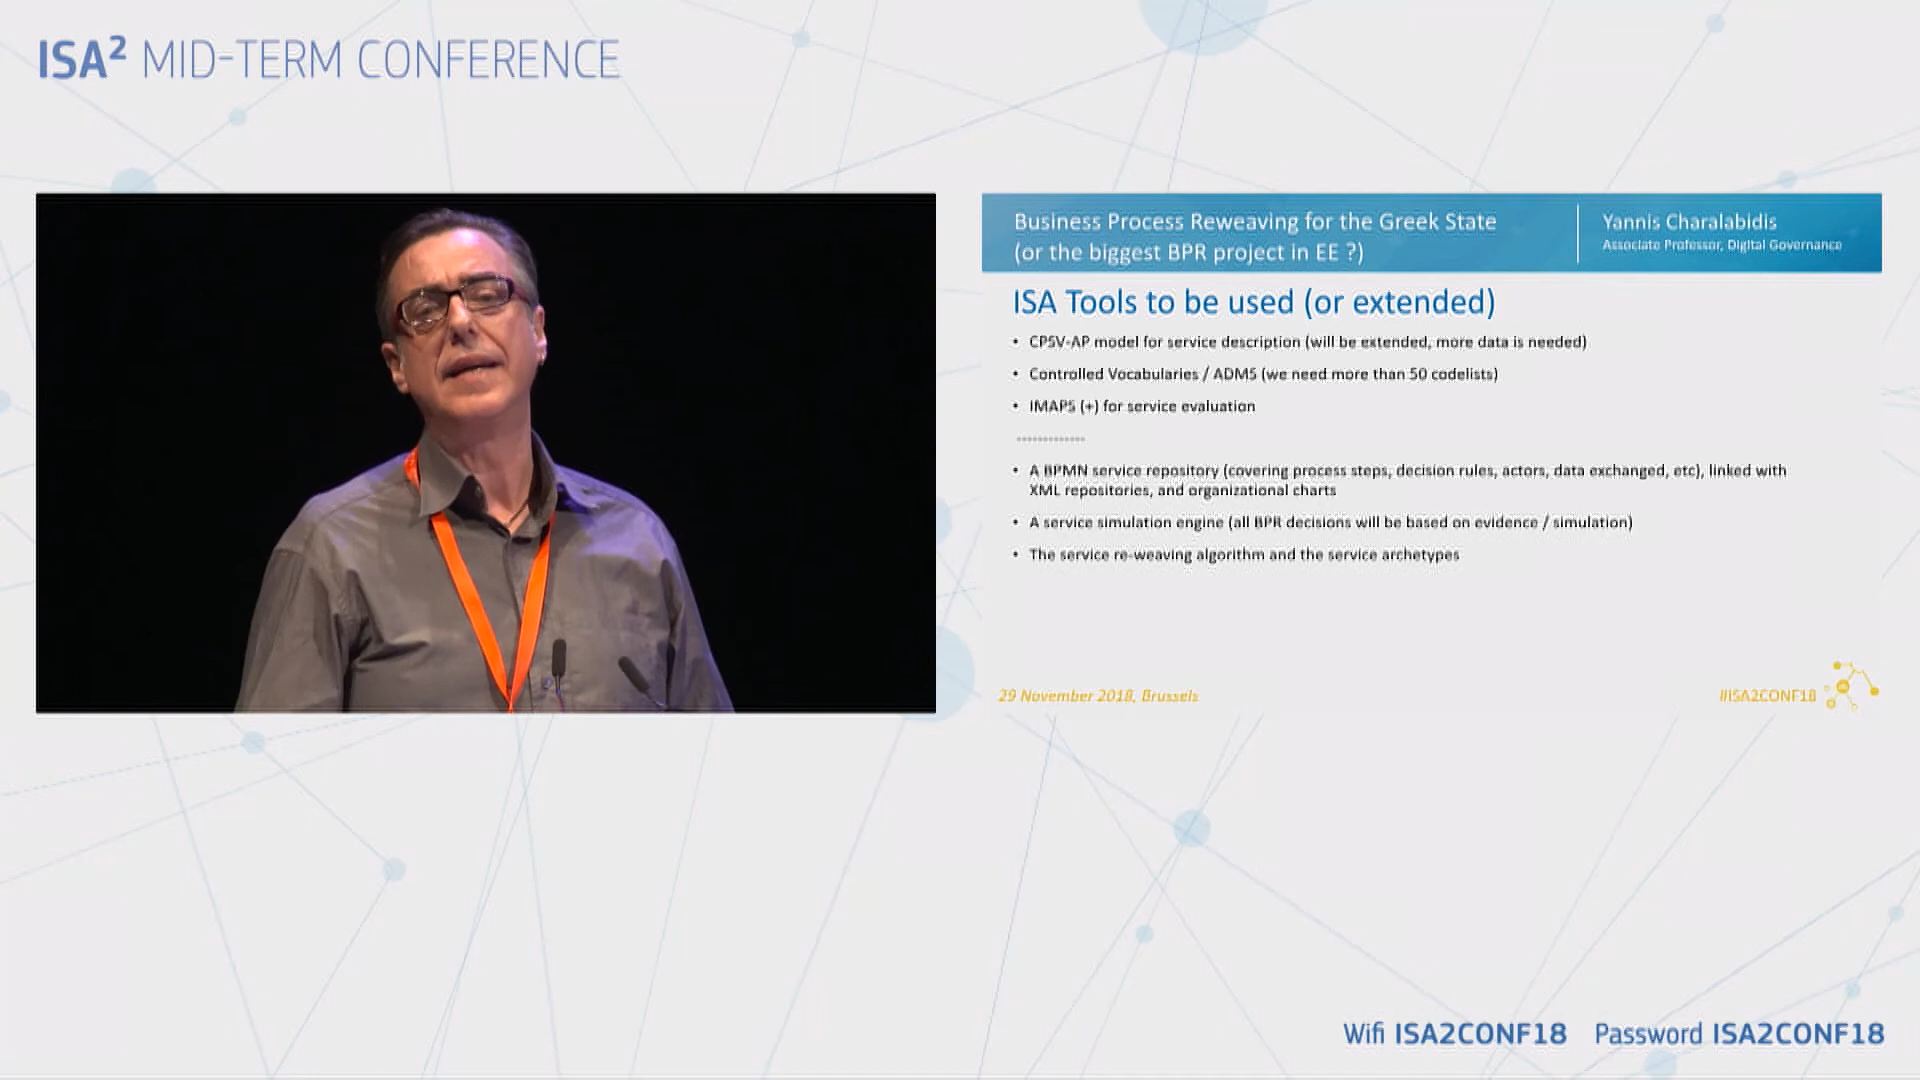 ISA² MID-TERM CONFERENCE
Business Process Reweaving for the Greek State
(or the biggest BPR project in EE ?)
Yannis Charalabidis
Associate Professor, Digital Governance
ISA Tools to be used (or extended)
• CPSV-AP model for service description (will be extended, more data is needed)
• Controlled Vocabularies / ADMS (we need more than 50 codelists)
• IMAPS (+) for service evaluation
-------------
• A BPMN service repository (covering process steps, decision rules, actors, data exchanged, etc), linked with
XML repositories, and organizational charts
• A service simulation engine (all BPR decisions will be based on evidence / simulation)
• The service re-weaving algorithm and the service archetypes
29 November 2018, Brussels
#ISA2CONF18
Wifi ISA2CONF18 Password ISA2CONF18